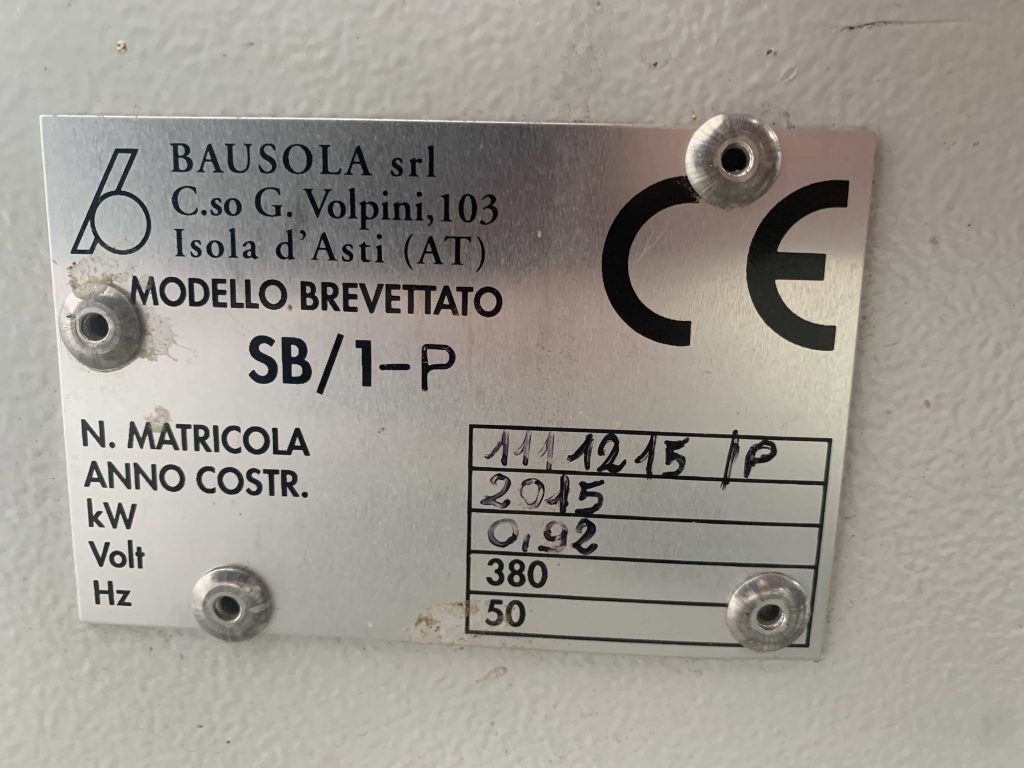 BAUSOLA srl
C.so G. Volpini,103
Isola d'Asti (AT)
CE
MODELLO BREVETTATO
SB/1-P
N. MATRICOLA 1111215/P
ANNO COSTR. 2015
kW 0,92
Volt 380
Hz 50